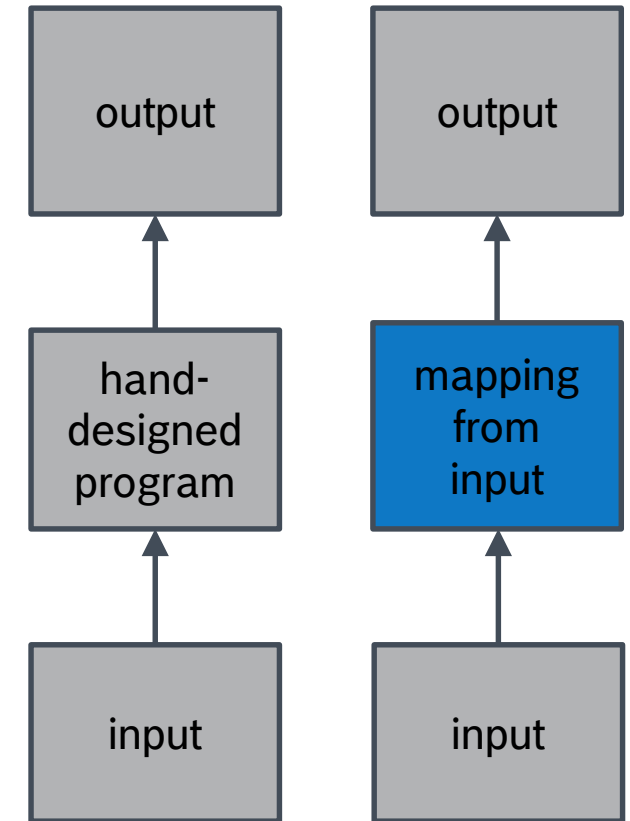 output
output
hand-
designed
program
mapping
from
input
input
input